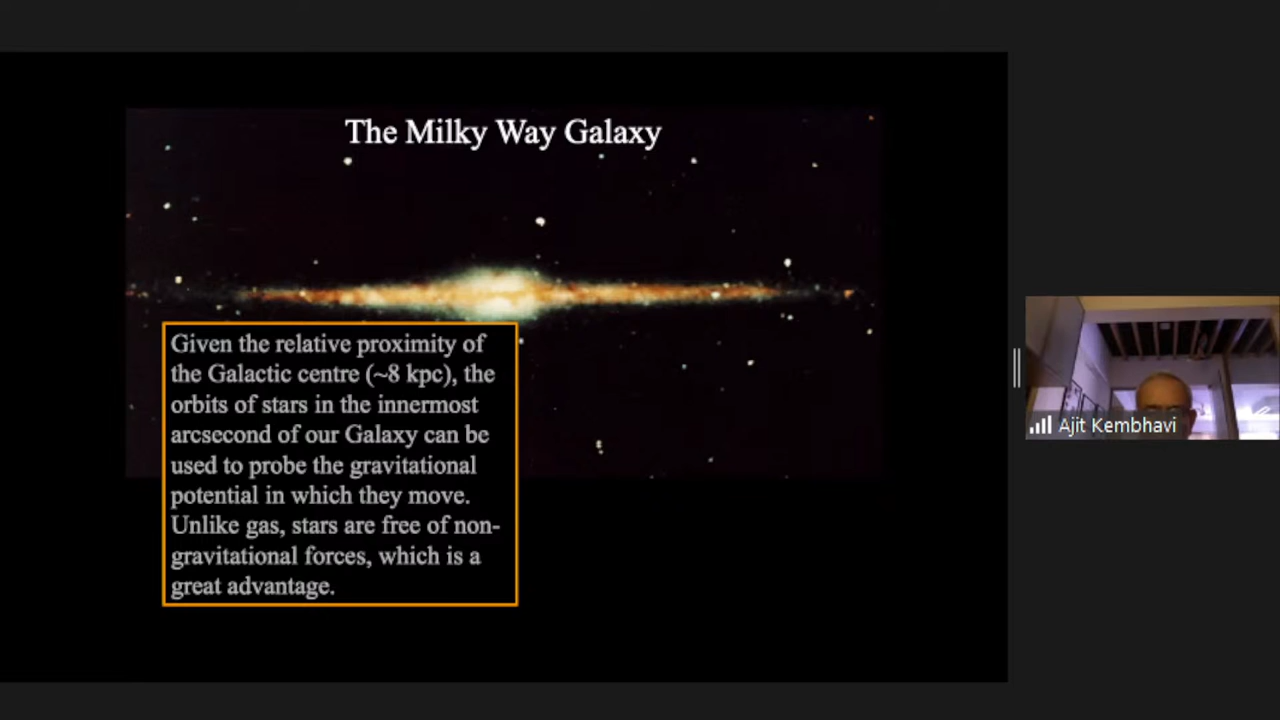 The Milky Way Galaxy
Given the relative proximity of
the Galactic centre (~8 kpc), the
orbits of stars in the innermost
arcsecond of our Galaxy can be
used to probe the gravitational
potential in which they move.
Unlike gas, stars are free of non-
gravitational forces, which is a
great advantage.
Ajit Kembhavi